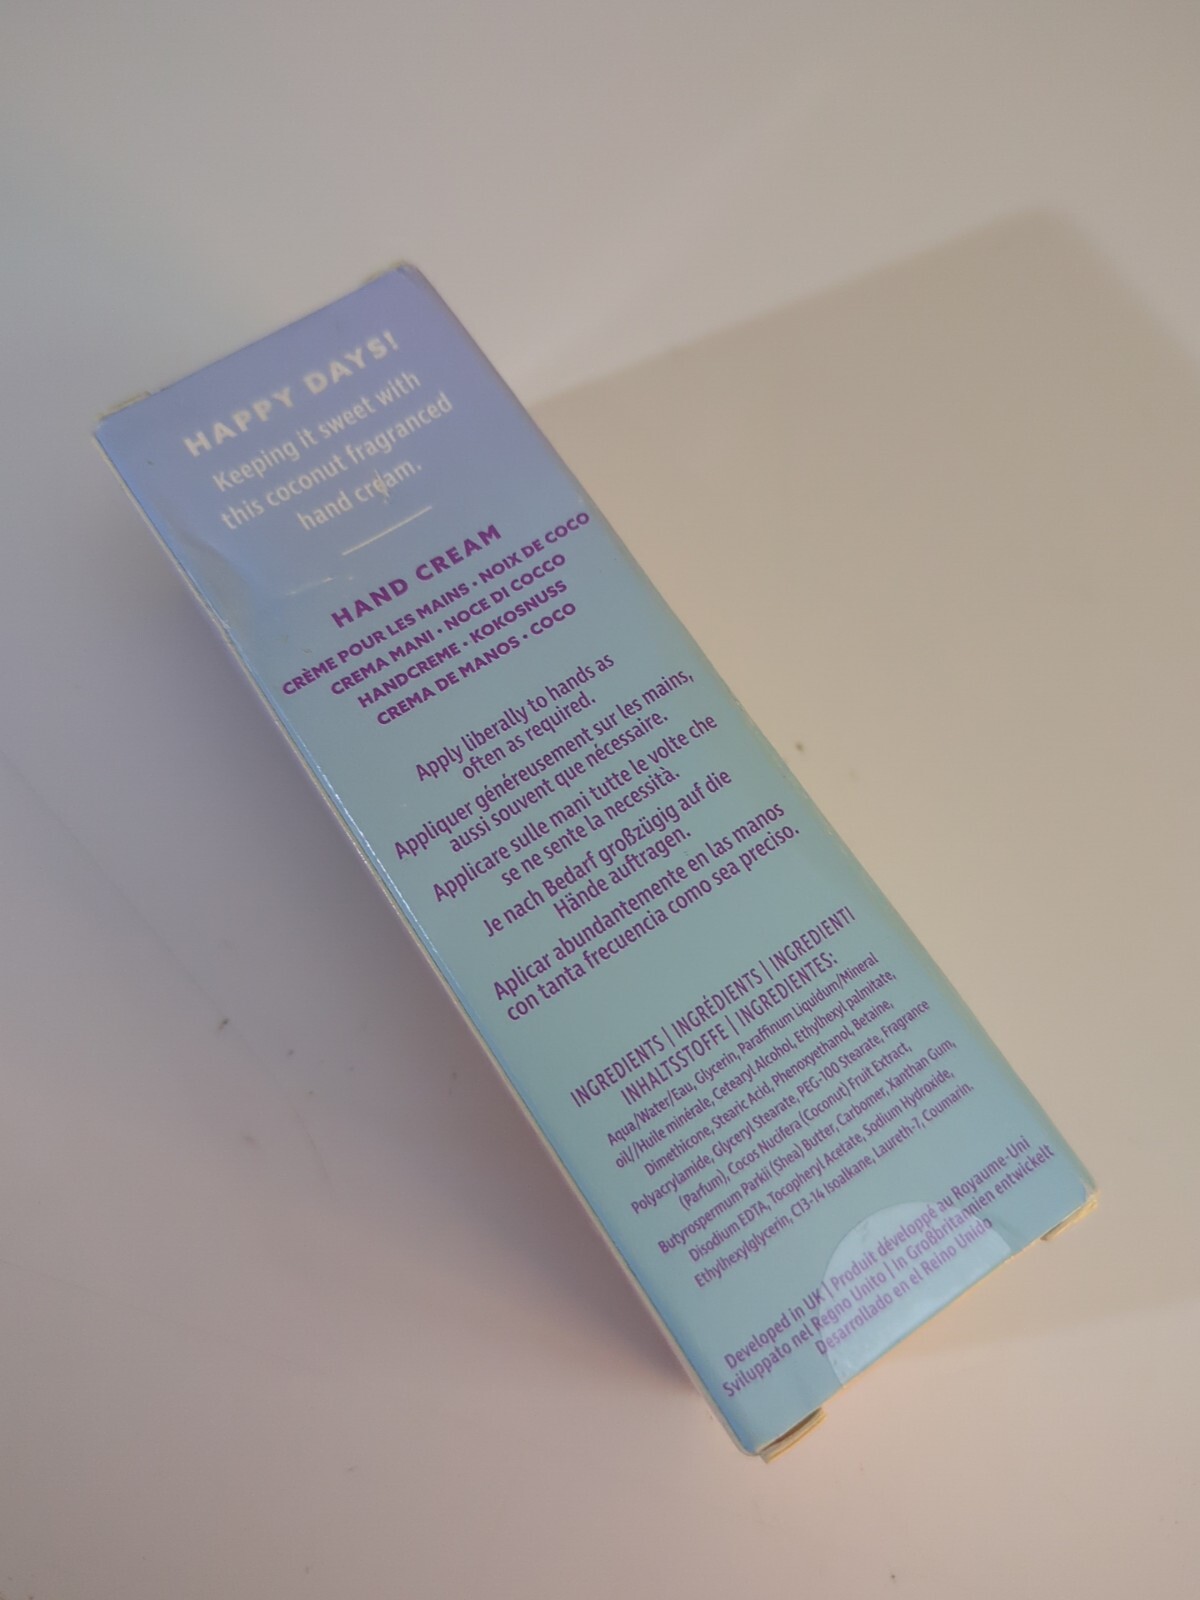 HAPPY DAYS!
Keeping it sweet with
this coconut fragranced
hand cream.
HAND CREAM
CRÈME POUR LES MAINS • NOIX DE COCO
CREMA MANI • NOCE DI COCCO
HANDCREME • KOKOSNUSS
CREMA DE MANOS • COCO
Apply liberally to hands as
often as required.
Appliquer généreusement sur les mains,
aussi souvent que nécessaire.
Applicare sulle mani tutte le volte che
se ne sente la necessità.
Je nach Bedarf großzügig auf die
Hände auftragen.
Aplicar abundantemente en las manos
con tanta frecuencia como sea preciso.
INGREDIENTS | INGRÉDIENTS | INGREDIENTI
INHALTSSTOFFE | INGREDIENTES:
Aqua/Water/Eau, Glycerin, Paraffinum Liquidum/Mineral
oil//Huile minérale, Cetearyl Alcohol, Ethylhexyl palmitate,
Dimethicone, Stearic Acid, Phenoxyethanol, Betaine,
Polyacrylamide, Glyceryl Stearate, PEG-100 Stearate, Fragrance
(Parfum), Cocos Nucifera (Coconut) Fruit Extract,
Butyrospermum Parkii (Shea) Butter, Carbomer, Xanthan Gum,
Disodium EDTA, Tocopheryl Acetate, Sodium Hydroxide,
Ethylhexylglycerin, C13-14 Isoalkane, Laureth-7, Coumarin.
Developed in UK | Produit développé au Royaume-Uni
Sviluppato nel Regno Unito | in Großbritannien entwickelt
Desarrollado en el Reino Unido